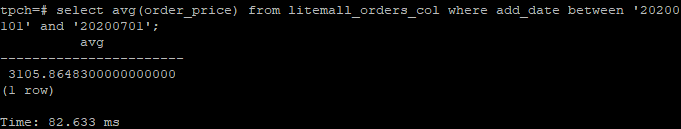 tpch=# select avg(order_price) from litemall_orders_col where add_date between '20200
101' and '20200701';
          avg
-----------------------
 3105.8648300000000000
(1 row)

Time: 82.633 ms